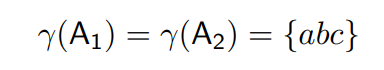 γ(A₁) = γ(A₂) = {abc}